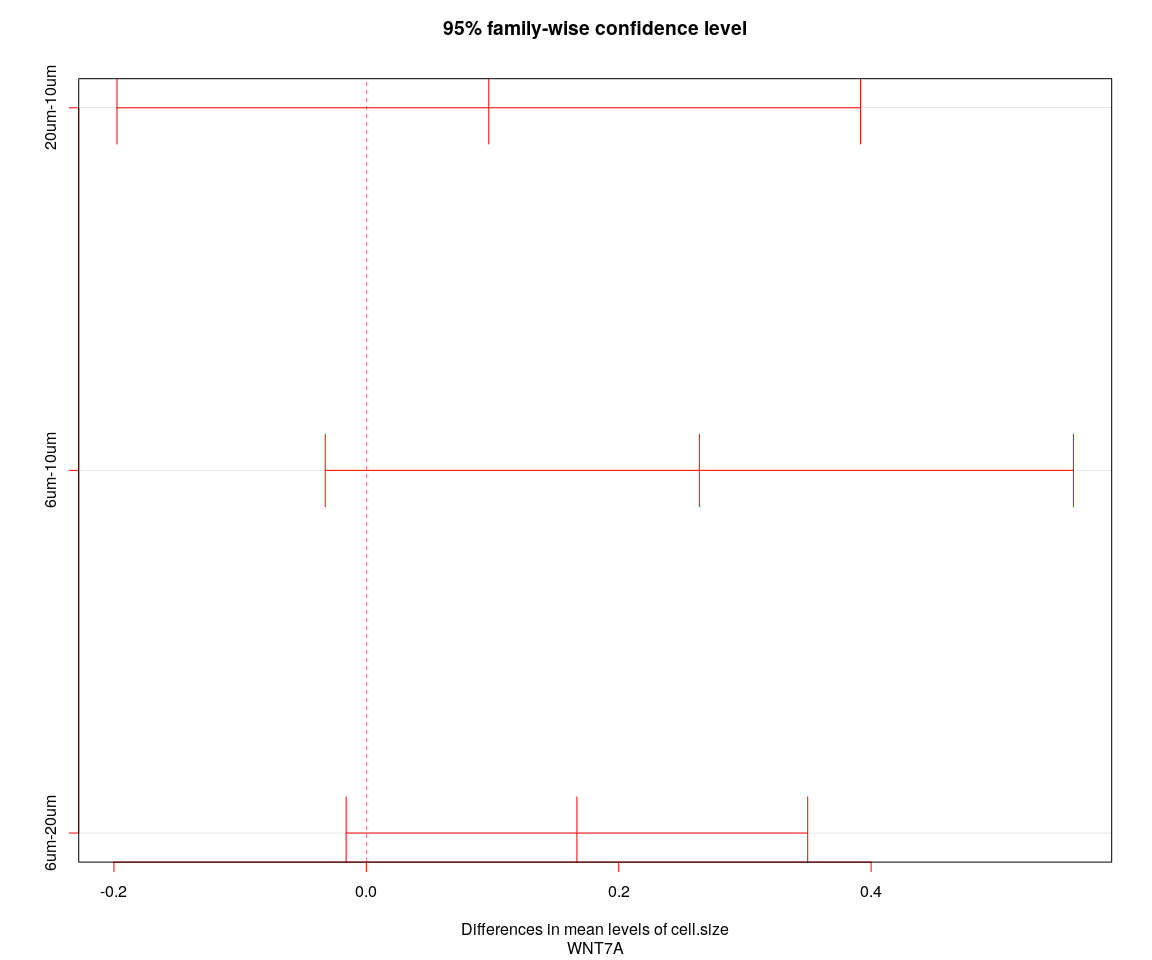 95% family-wise confidence level
20um-10um
6um-10um
6um-20um
-0.2 0.0 0.2 0.4
Differences in mean levels of cell.size
WNT7A